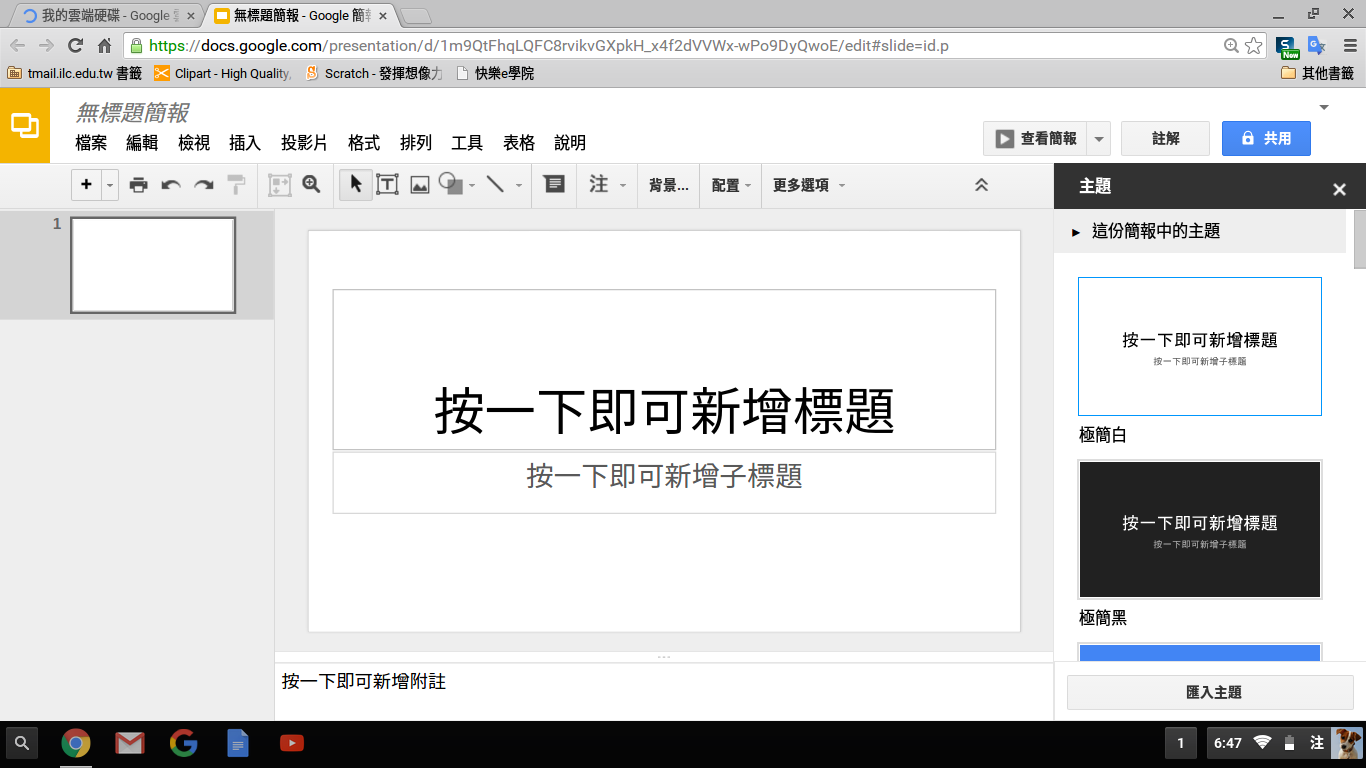 我的雲端硬碟 - Google
無標題簡報 - Google 簡報
https://docs.google.com/presentation/d/1m9QtFhqLQFC8rvikvGXpkH_x4f2dVVWx-wPo9DyQwoE/edit#slide=id.p
New
tmail.ilc.edu.tw 書籤
Clipart - High Quality,
Scratch - 發揮想像力
快樂e學院
其他書籤
無標題簡報
檔案 編輯 檢視 插入 投影片 格式 排列 工具 表格 說明
查看簡報
註解
共用
注
背景...
配置
更多選項
主題
1
這份簡報中的主題
按一下即可新增標題
按一下即可新增子標題
按一下即可新增標題
按一下即可新增子標題
極簡白
按一下即可新增標題
按一下即可新增子標題
極簡黑
按一下即可新增附註
匯入主題
1
6:47
注